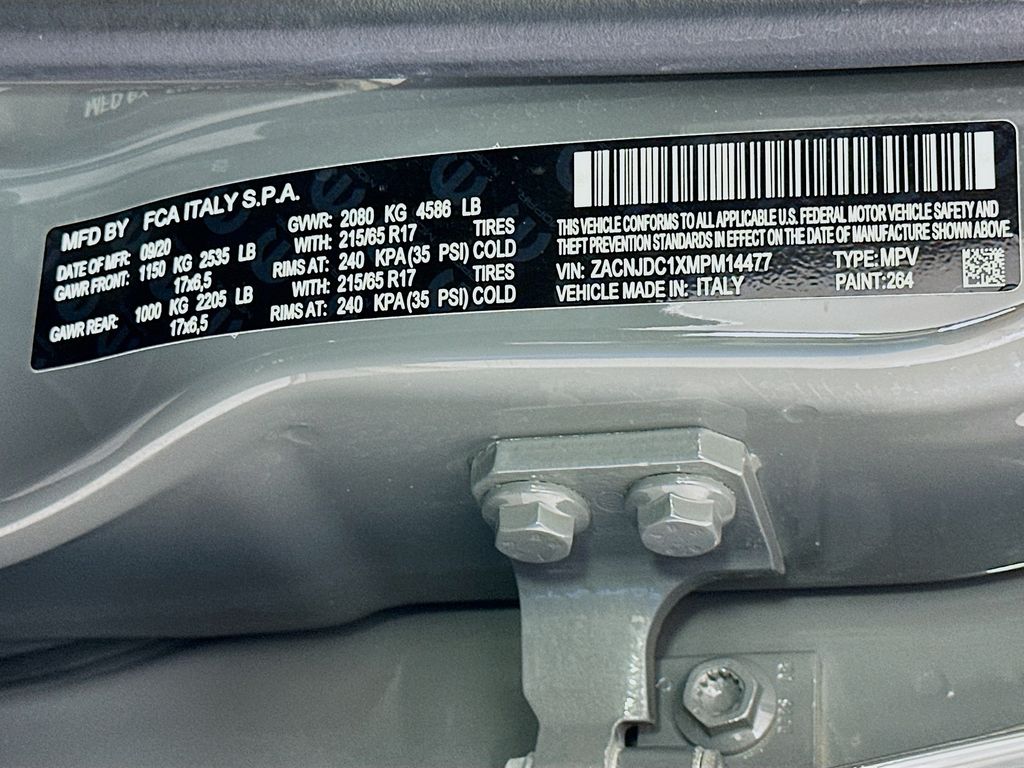 MFD BY FCA ITALY S.P.A.
DATE OF MFR: 09/20 GVWR: 2080 KG 4586 LB
GAWR FRONT: 1150 KG 2535 LB WITH: 215/65 R17 TIRES
17x6,5 RIMS AT: 240 KPA(35 PSI) COLD
GAWR REAR: 1000 KG 2205 LB WITH: 215/65 R17 TIRES
17x6,5 RIMS AT: 240 KPA(35 PSI) COLD
THIS VEHICLE CONFORMS TO ALL APPLICABLE U.S. FEDERAL MOTOR VEHICLE SAFETY AND
THEFT PREVENTION STANDARDS IN EFFECT ON THE DATE OF MANUFACTURE SHOWN ABOVE.
VIN: ZACNJDC1XMPM14477 TYPE: MPV
VEHICLE MADE IN: ITALY PAINT: 264